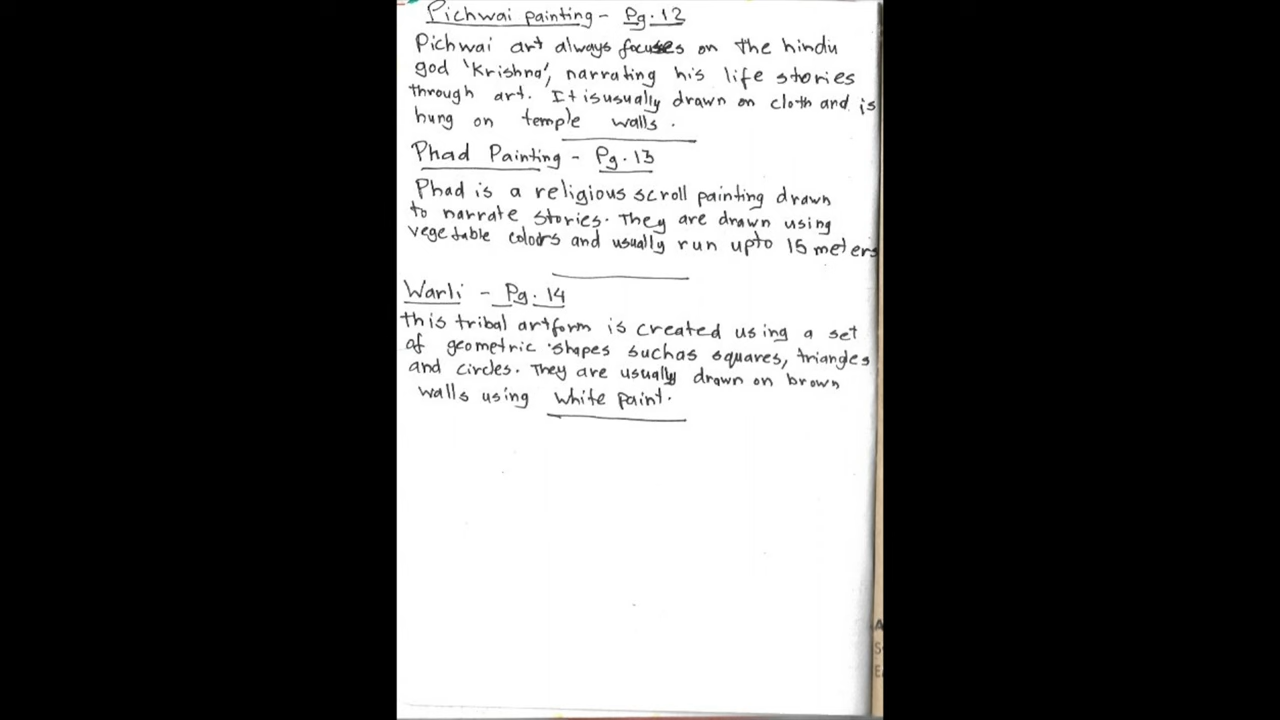 Pichwai painting - Pg. 12
Pichwai art always focuses on the hindu
god 'Krishna', narrating his life stories
through art. It is usually drawn on cloth and is
hung on temple walls.
Phad Painting - Pg. 13
Phad is a religious scroll painting drawn
to narrate stories. They are drawn using
vegetable colours and usually run upto 15 meters
Warli - Pg. 14
This tribal artform is created using a set
of geometric shapes such as squares, triangles
and circles. They are usually drawn on brown
walls using white paint.